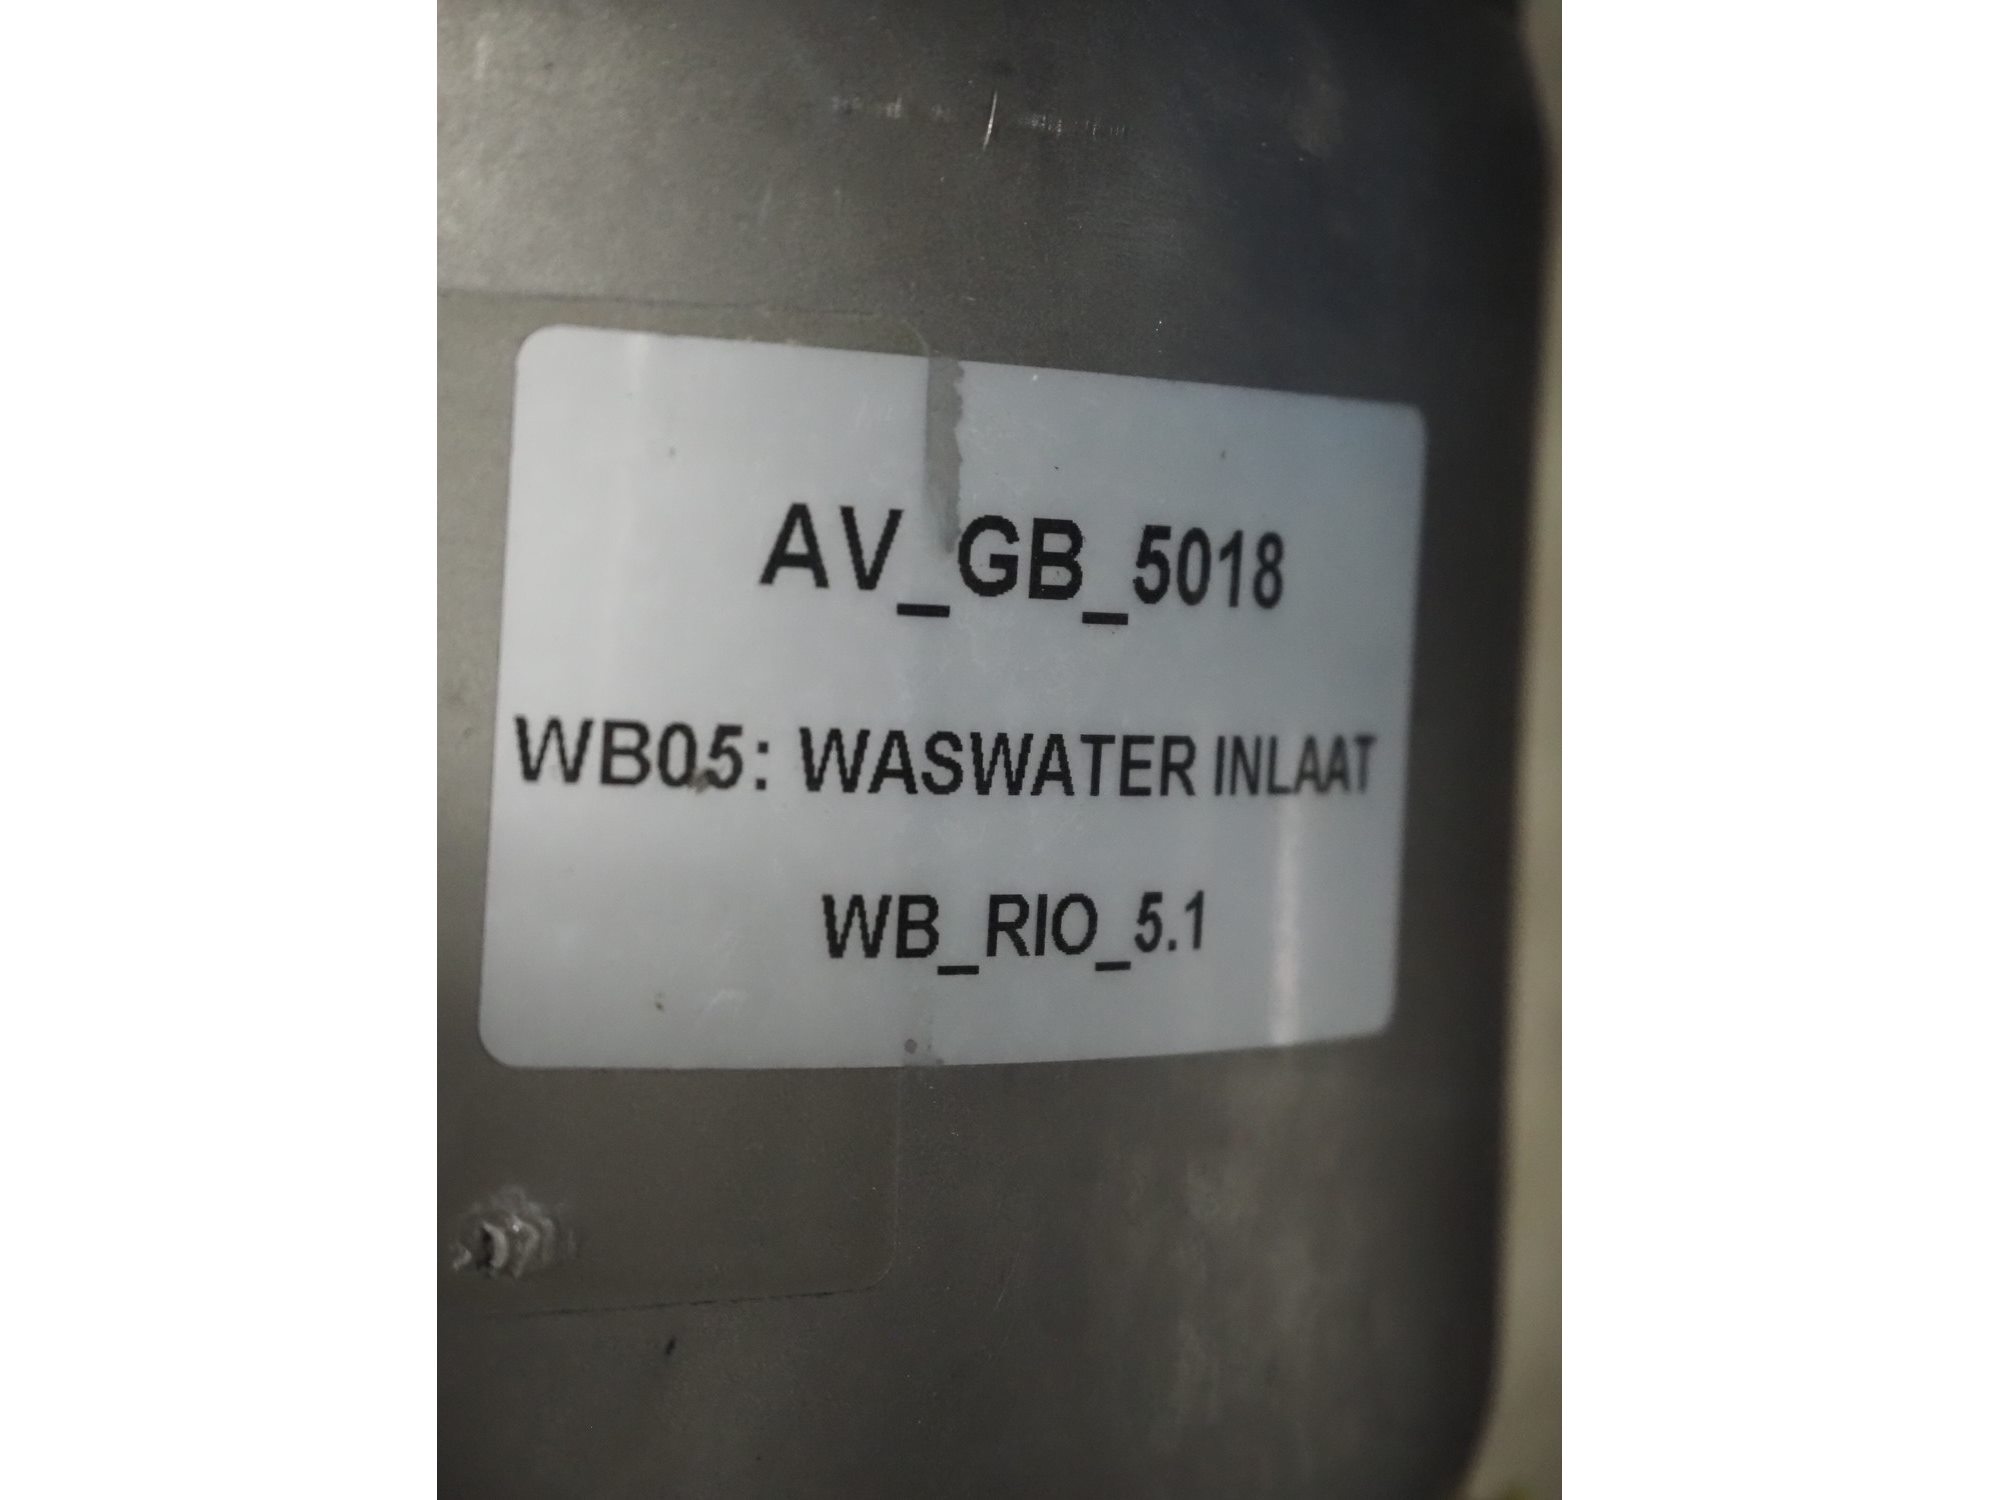 AV_GB_5018
WB05: WASWATER INLAAT
WB_RIO_5.1